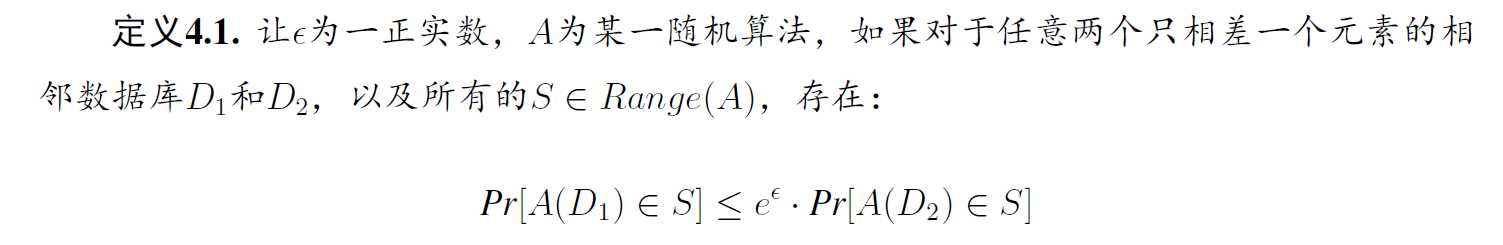 定义4.1. 让ϵ为一正实数，A为某一随机算法，如果对于任意两个只相差一个元素的相
邻数据库D₁和D₂，以及所有的S ∈ Range(A)，存在：
Pr[A(D₁) ∈ S] ≤ e^ϵ · Pr[A(D₂) ∈ S]